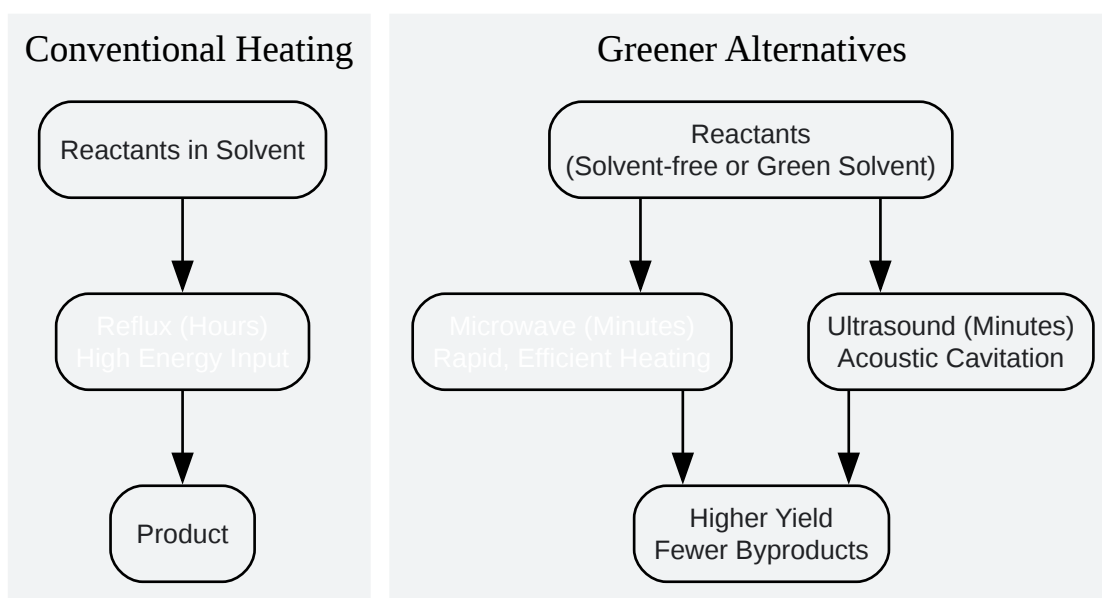 Conventional Heating
Reactants in Solvent
Reflux (Hours)
High Energy Input
Product
Greener Alternatives
Reactants
(Solvent-free or Green Solvent)
Microwave (Minutes)
Rapid, Efficient Heating
Ultrasound (Minutes)
Acoustic Cavitation
Higher Yield
Fewer Byproducts